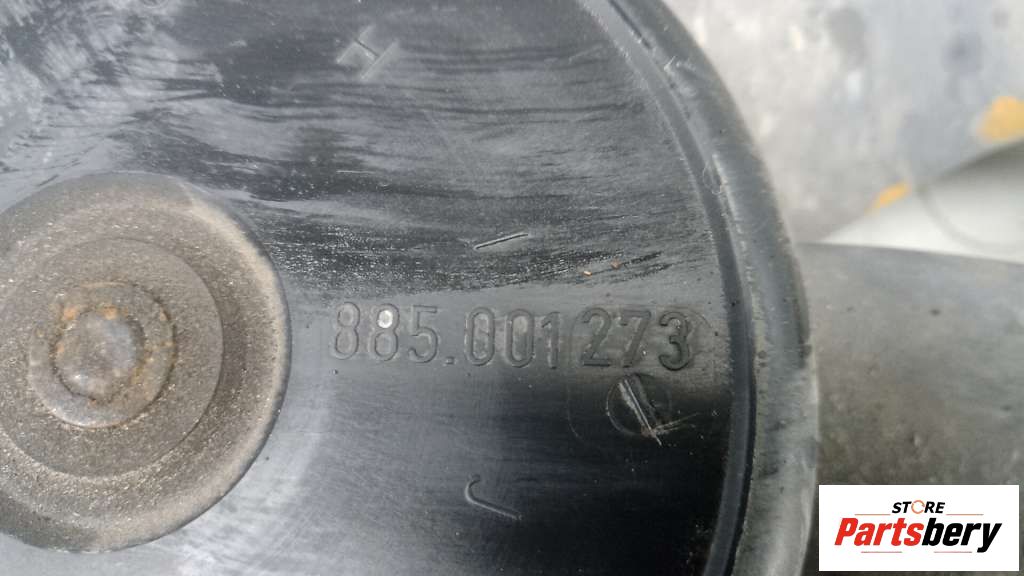 H
885.001273
STORE
Partsbery